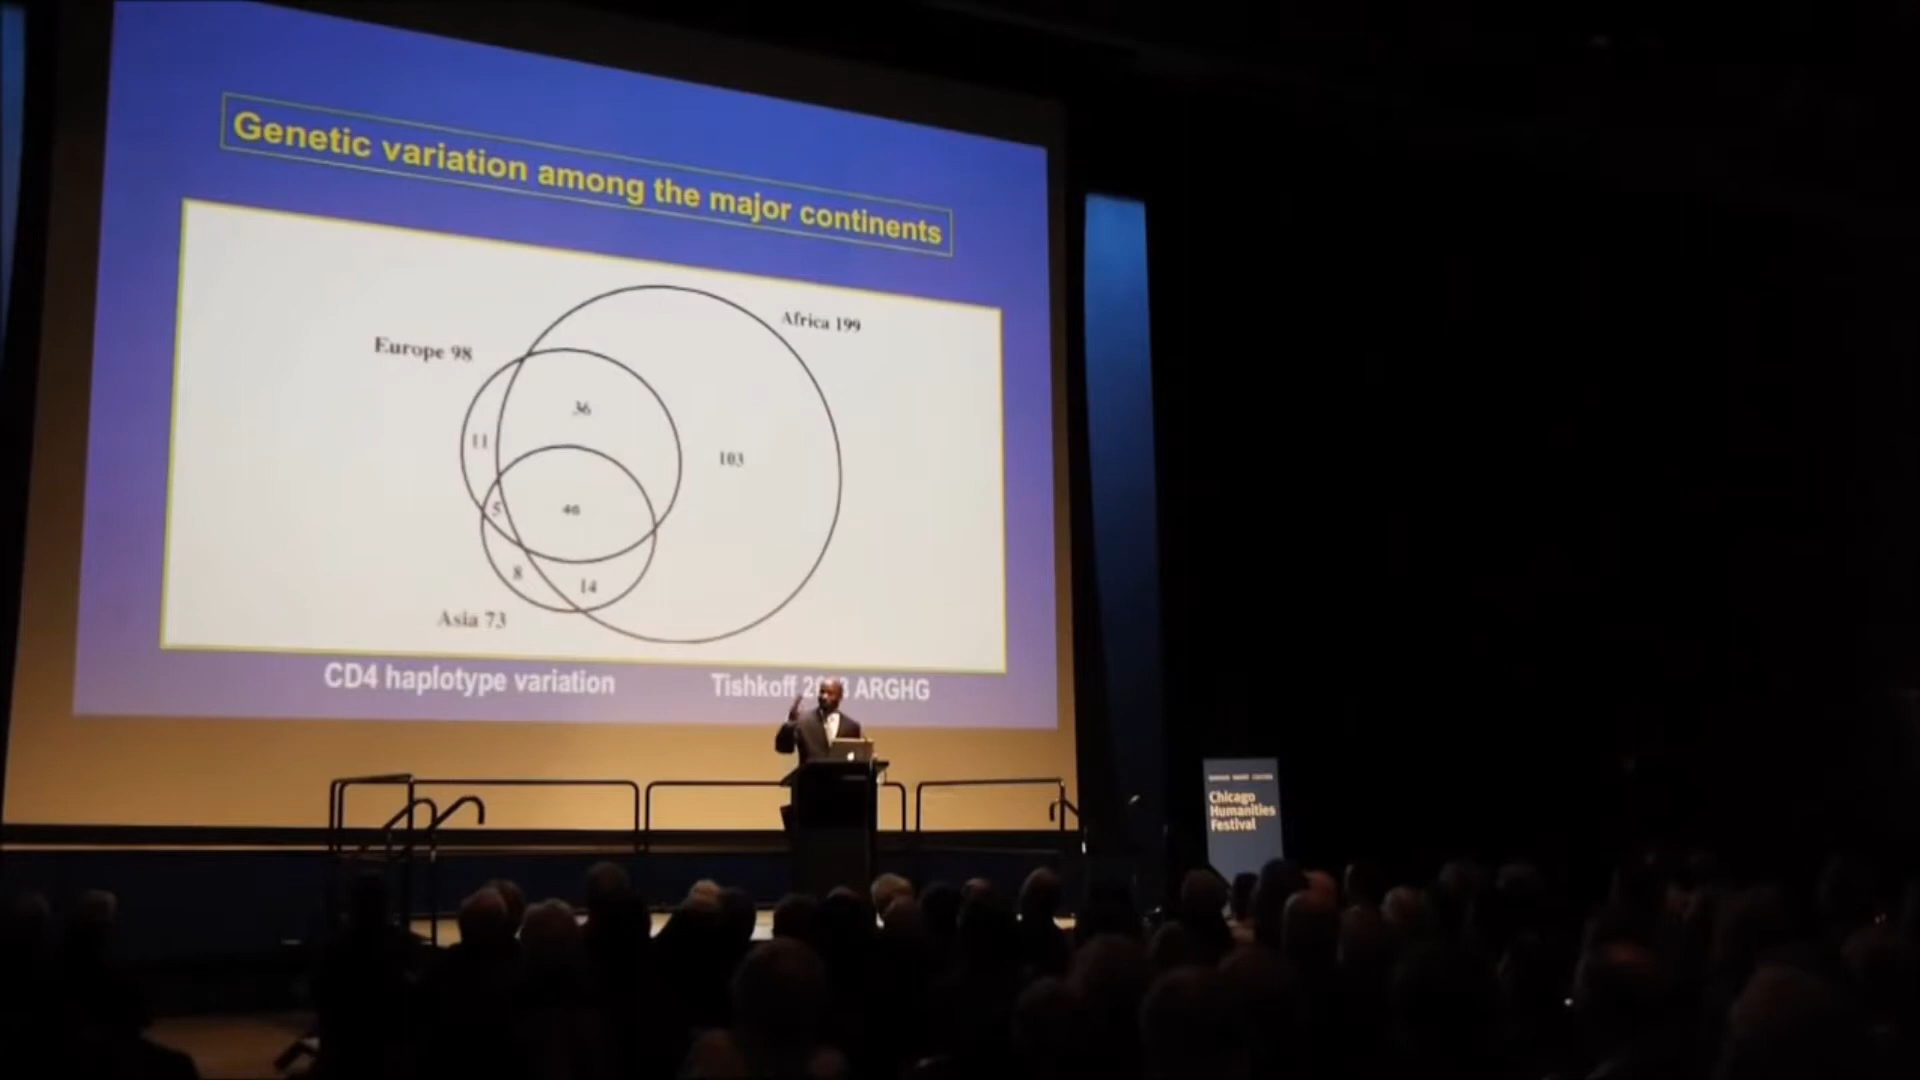 Genetic variation among the major continents
Africa 199
Europe 98
36
11
103
5
46
8
14
Asia 73
CD4 haplotype variation
Tishkoff ARGHG
Chicago
Humanities
Festival